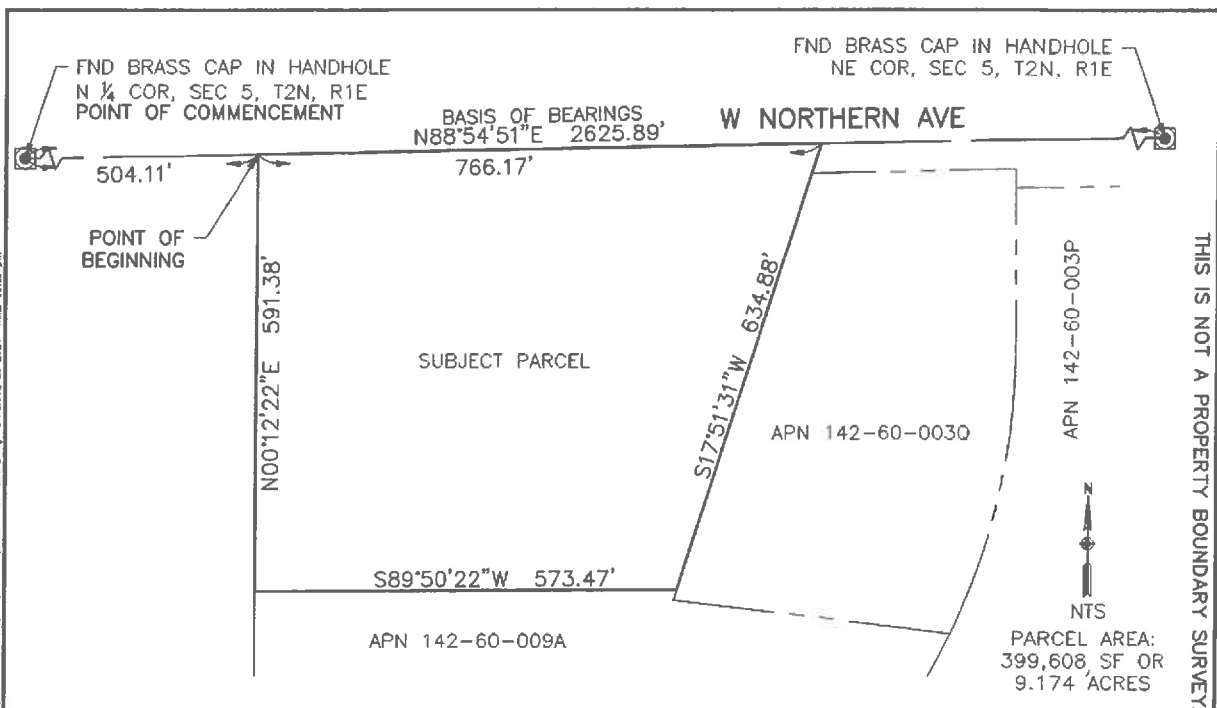 FND BRASS CAP IN HANDHOLE
N ¼ COR, SEC 5, T2N, R1E
POINT OF COMMENCEMENT
FND BRASS CAP IN HANDHOLE
NE COR, SEC 5, T2N, R1E
BASIS OF BEARINGS
N88°54'51"E 2625.89'
W NORTHERN AVE
504.11'
766.17'
POINT OF
BEGINNING
N00°12'22"E 591.38'
SUBJECT PARCEL
S17°51'31"W 634.88'
APN 142-60-003Q
APN 142-60-003P
THIS IS NOT A PROPERTY BOUNDARY SURVEY.
S89°50'22"W 573.47'
APN 142-60-009A
N
NTS
PARCEL AREA:
399,608 SF OR
9.174 ACRES